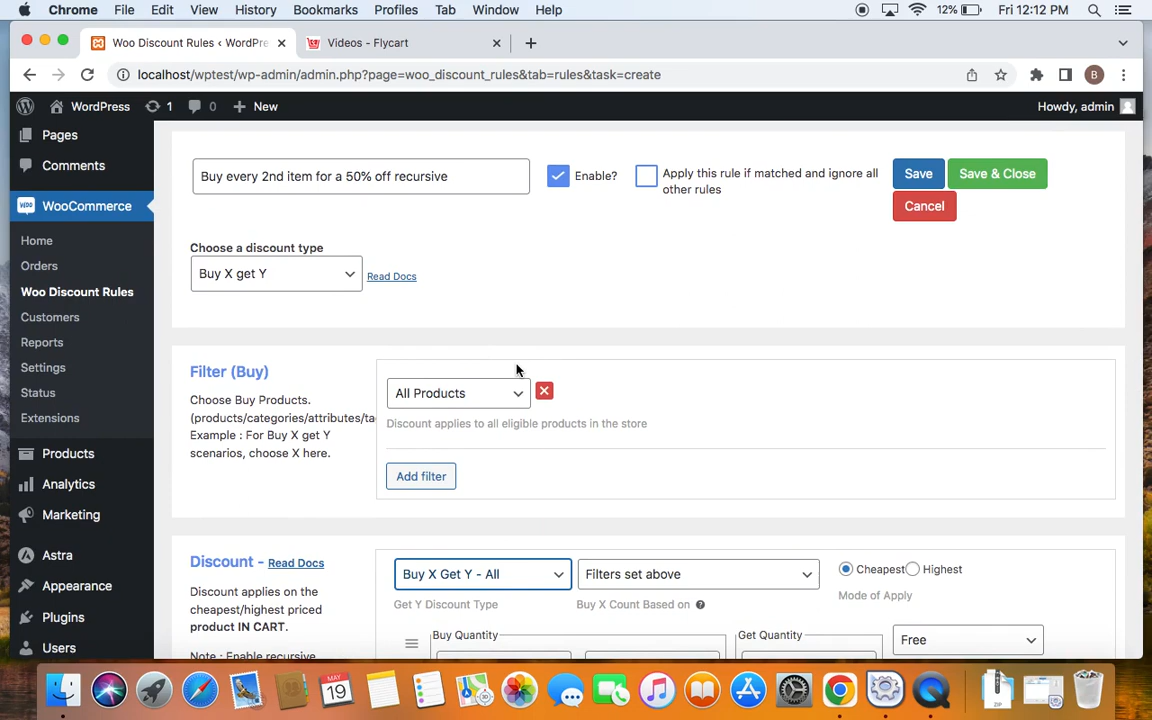 Chrome File Edit View History Bookmarks Profiles Tab Window Help 12% Fri 12:12 PM
Woo Discount Rules ‹ WordPre Videos - Flycart
localhost/wptest/wp-admin/admin.php?page=woo_discount_rules&tab=rules&task=create B
WordPress 1 0 New Howdy, admin
Pages
Comments
WooCommerce
Home
Orders
Woo Discount Rules
Customers
Reports
Settings
Status
Extensions
Products
Analytics
Marketing
Astra
Appearance
Plugins
Users
Buy every 2nd item for a 50% off recursive Enable? Apply this rule if matched and ignore all
other rules
Save Save & Close
Cancel
Choose a discount type
Buy X get Y Read Docs
Filter (Buy)
Choose Buy Products.
(products/categories/attributes/ta
Example : For Buy X get Y
scenarios, choose X here.
All Products
Discount applies to all eligible products in the store
Add filter
Discount - Read Docs
Discount applies on the
cheapest/highest priced
product IN CART.
Note : Enable recursive
Buy X Get Y - All Filters set above Cheapest Highest
Get Y Discount Type Buy X Count Based on Mode of Apply
Buy Quantity Get Quantity Free
MAY
19
ZIP